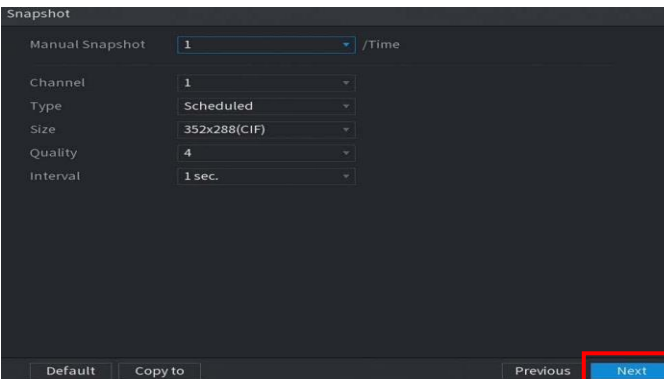 Snapshot
Manual Snapshot 1 /Time
Channel 1
Type Scheduled
Size 352x288(CIF)
Quality 4
Interval 1 sec.
Default Copy to Previous Next